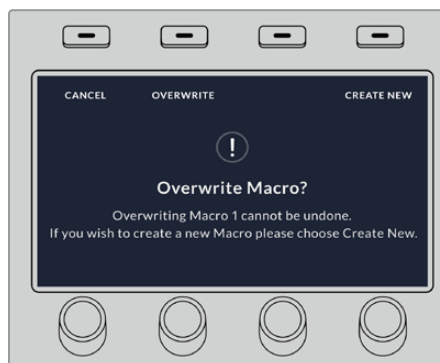 CANCEL OVERWRITE CREATE NEW
!
Overwrite Macro?
Overwriting Macro 1 cannot be undone.
If you wish to create a new Macro please choose Create New.